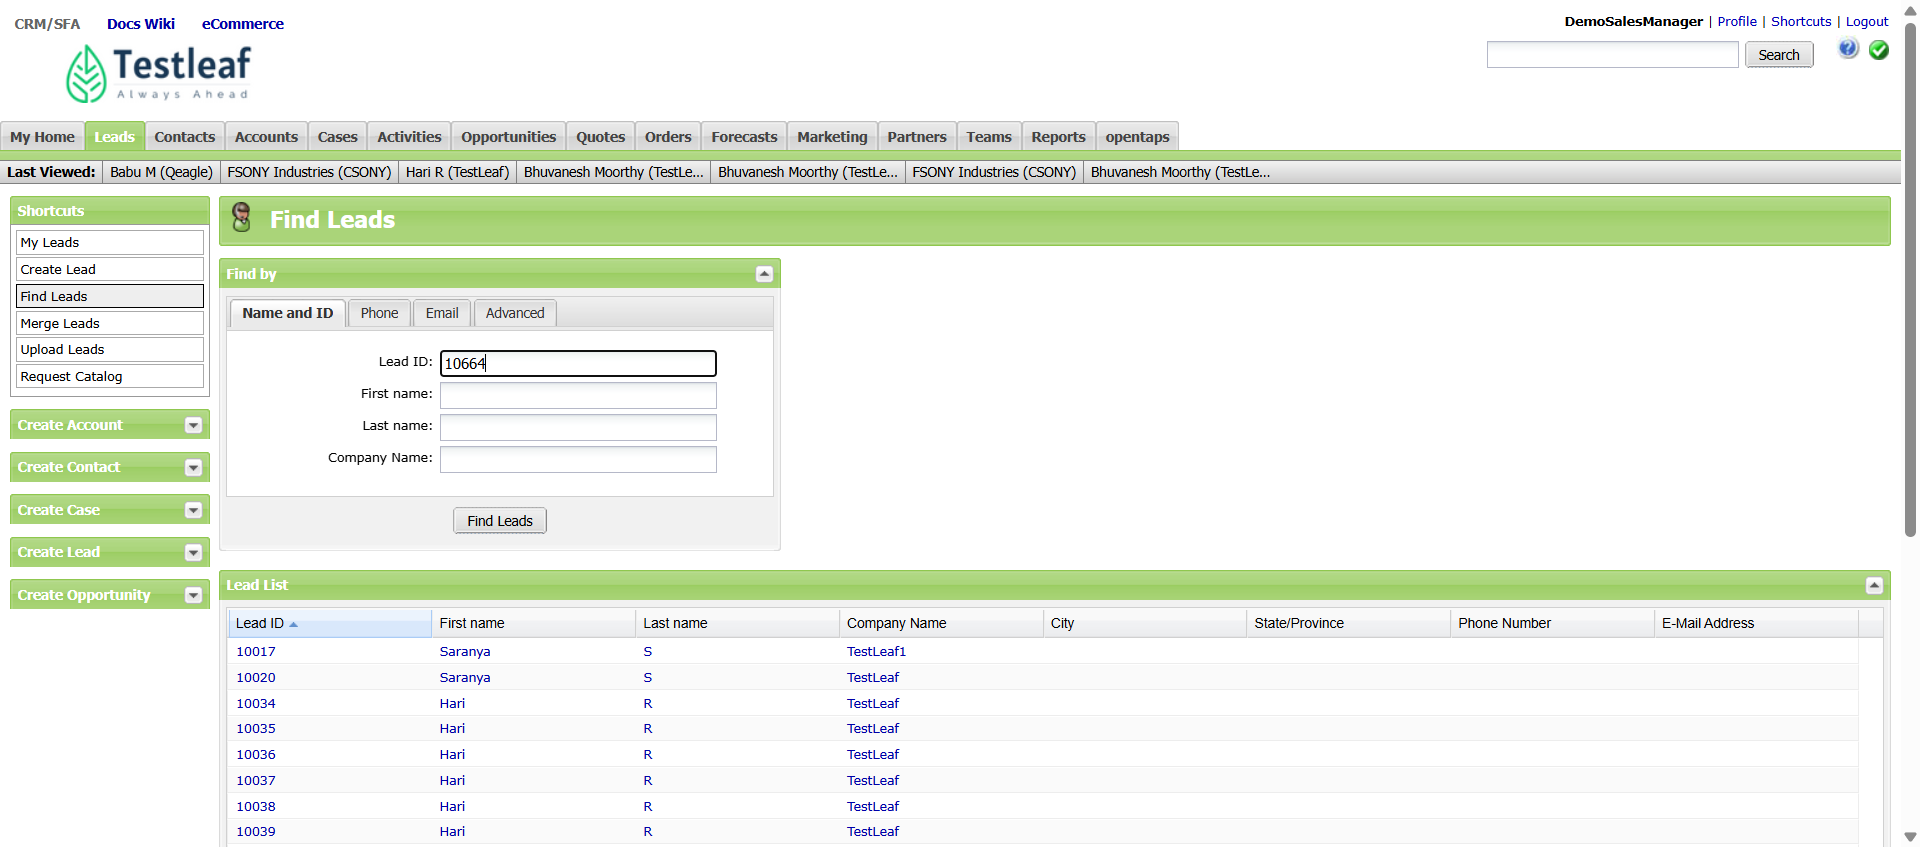 CRM/SFA Docs Wiki eCommerce
DemoSalesManager | Profile | Shortcuts | Logout
Search
?
Testleaf
Always Ahead
My Home Leads Contacts Accounts Cases Activities Opportunities Quotes Orders Forecasts Marketing Partners Teams Reports opentaps
Last Viewed: Babu M (Qeagle) FSONY Industries (CSONY) Hari R (TestLeaf) Bhuvanesh Moorthy (TestLe... Bhuvanesh Moorthy (TestLe... FSONY Industries (CSONY) Bhuvanesh Moorthy (TestLe...
Shortcuts
My Leads
Create Lead
Find Leads
Merge Leads
Upload Leads
Request Catalog
Create Account
Create Contact
Create Case
Create Lead
Create Opportunity
Find Leads
Find by
Name and ID Phone Email Advanced
Lead ID: 10664
First name:
Last name:
Company Name:
Find Leads
Lead List
Lead ID First name Last name Company Name City State/Province Phone Number E-Mail Address
10017 Saranya S TestLeaf1
10020 Saranya S TestLeaf
10034 Hari R TestLeaf
10035 Hari R TestLeaf
10036 Hari R TestLeaf
10037 Hari R TestLeaf
10038 Hari R TestLeaf
10039 Hari R TestLeaf